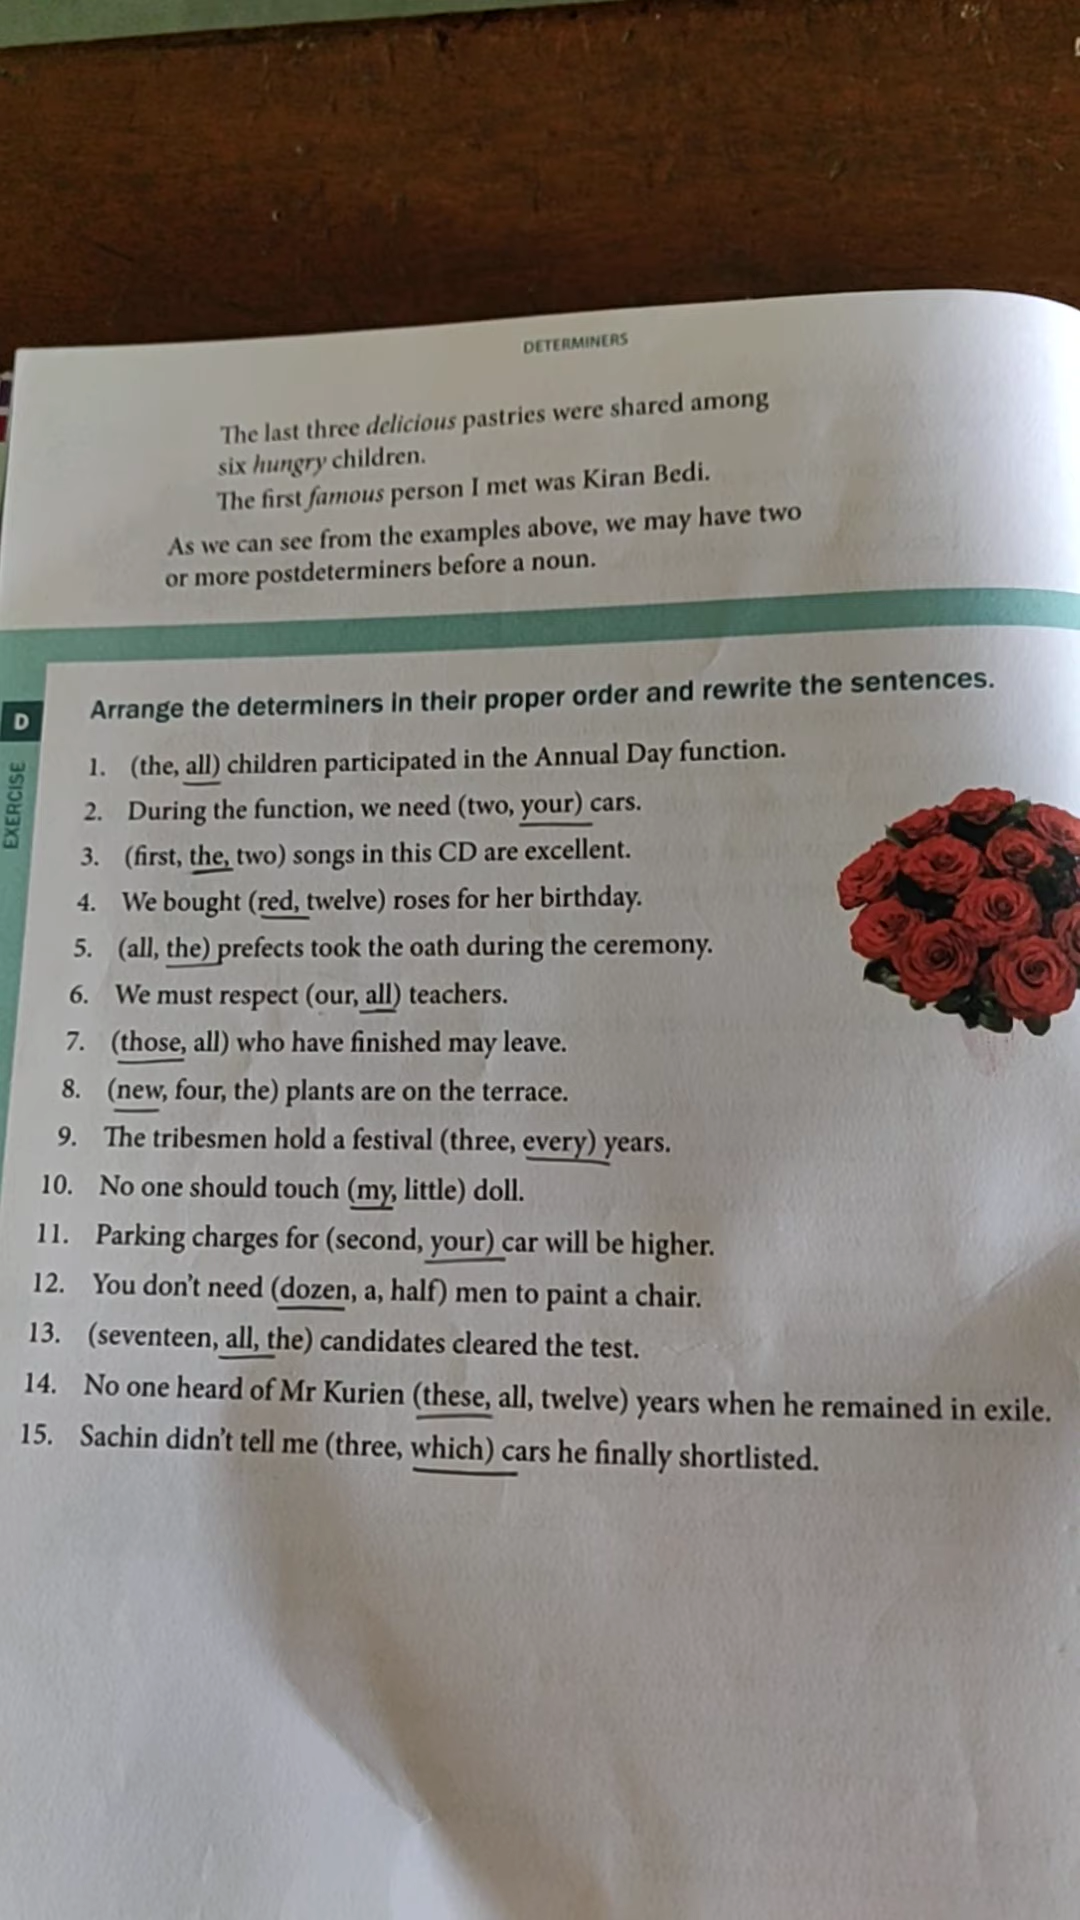 DETERMINERS
The last three delicious pastries were shared among
six hungry children.
The first famous person I met was Kiran Bedi.
As we can see from the examples above, we may have two
or more postdeterminers before a noun.
D
EXERCISE
Arrange the determiners in their proper order and rewrite the sentences.
1. (the, all) children participated in the Annual Day function.
2. During the function, we need (two, your) cars.
3. (first, the, two) songs in this CD are excellent.
4. We bought (red, twelve) roses for her birthday.
5. (all, the) prefects took the oath during the ceremony.
6. We must respect (our, all) teachers.
7. (those, all) who have finished may leave.
8. (new, four, the) plants are on the terrace.
9. The tribesmen hold a festival (three, every) years.
10. No one should touch (my, little) doll.
11. Parking charges for (second, your) car will be higher.
12. You don't need (dozen, a, half) men to paint a chair.
13. (seventeen, all, the) candidates cleared the test.
14. No one heard of Mr Kurien (these, all, twelve) years when he remained in exile.
15. Sachin didn't tell me (three, which) cars he finally shortlisted.